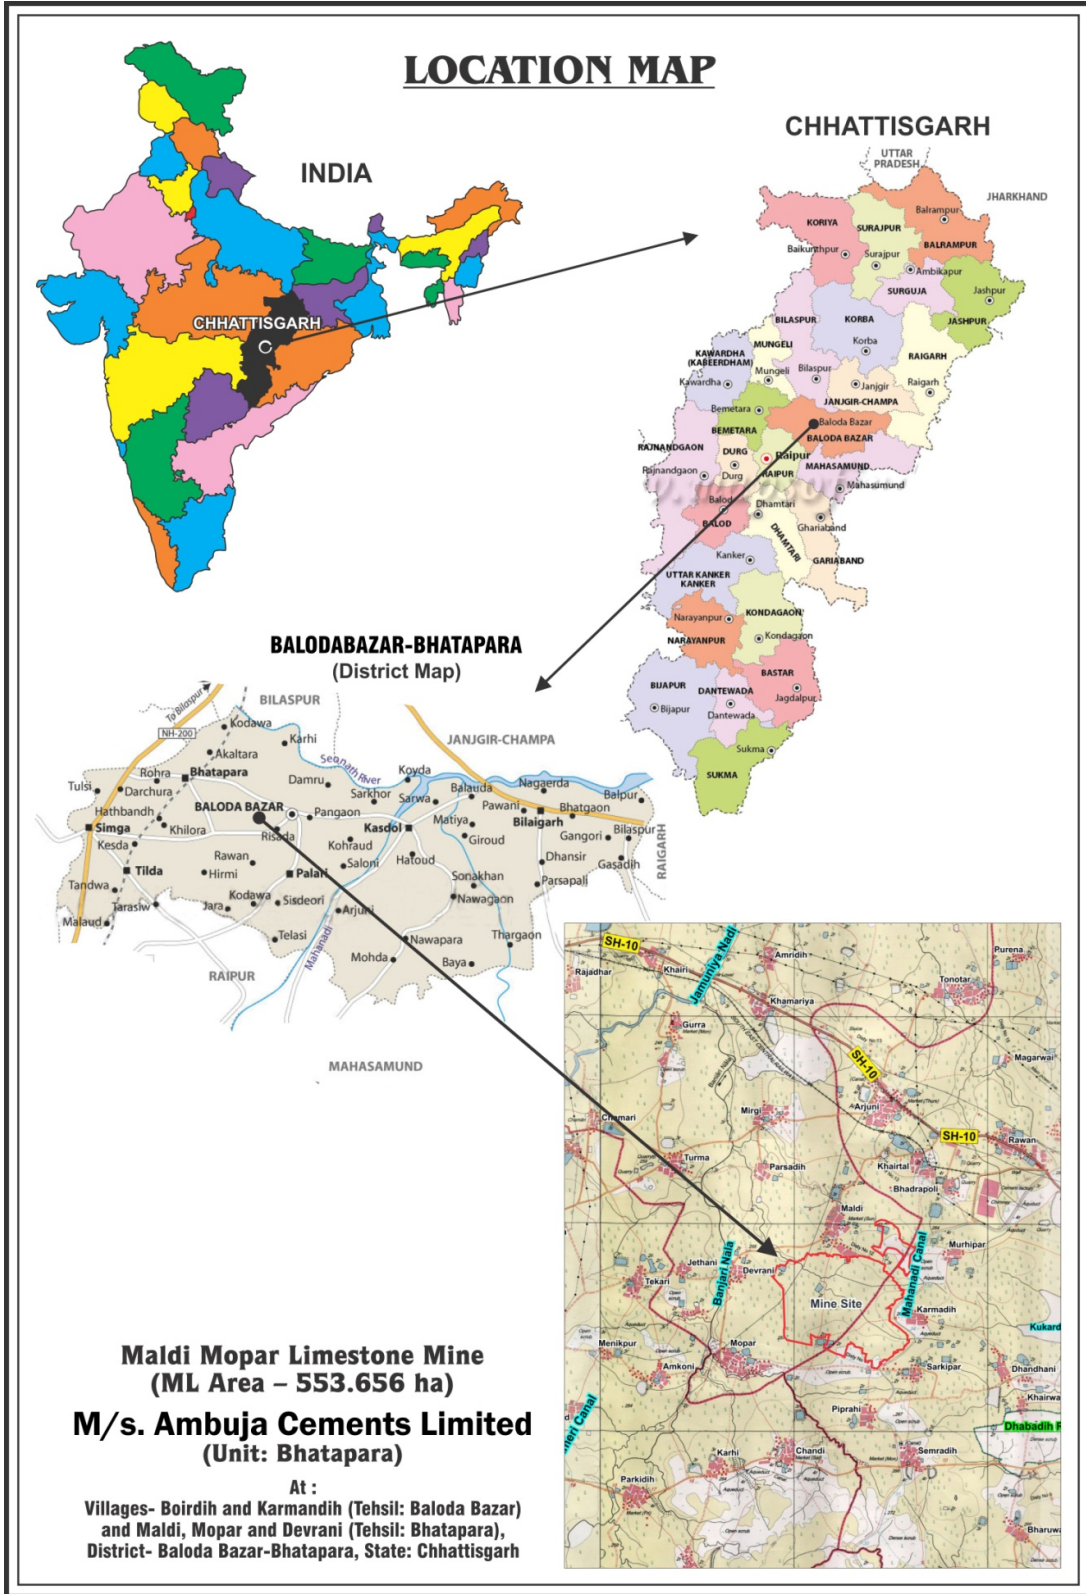 LOCATION MAP
INDIA
CHHATTISGARH
CHHATTISGARH
UTTAR
PRADESH
JHARKHAND
Balrampur
KORIYA
SURAJPUR
BALRAMPUR
Baikunthpur
Surajpur
Ambikapur
SURGUJA
Jashpur
JASHPUR
BILASPUR
KORBA
Korba
MUNGELI
RAIGARH
KAWARDHA
(KABEERDHAM)
Mungeli
Bilaspur
Kawardha
Janjgir
Raigarh
JANJGIR-CHAMPA
Bemetara
BEMETARA
Baloda Bazar
BALODA BAZAR
RAJNANDGAON
DURG
Raipur
MAHASAMUND
Rajnandgaon
Durg
RAIPUR
Mahasumund
Balod
Dhamtari
BALOD
Ghariaband
DHAMTARI
GARIABAND
Kanker
UTTAR KANKER
KANKER
Narayanpur
KONDAGAON
NARAYANPUR
Kondagaon
BASTAR
BIJAPUR
DANTEWADA
Jagdalpur
Bijapur
Dantewada
Sukma
SUKMA
BALODABAZAR-BHATAPARA
(District Map)
To Bilaspur
BILASPUR
NH-200
Kodawa
Karhi
JANJGIR-CHAMPA
Akaltara
Seonath River
Rohra
Bhatapara
Koyda
Tulsi
Darchura
Damru
Sarkhor
Sarwa
Balauda
Nagaerda
Balpur
Hathbandh
BALODA BAZAR
Pangaon
Pawani
Bhatgaon
Simga
Khilora
Risada
Kasdol
Matiya
Bilaigarh
Kesda
Kohraud
Giroud
Gangori
Bilaspur
Rawan
Saloni
Hatoud
Dhansir
Gasadih
RAIGARH
Tilda
Hirmi
Palari
Sonakhan
Parsapali
Tandwa
Kodawa
Sisdeori
Nawagaon
Tarasiw
Jara
Arjuni
Malaud
Telasi
Mahanadi
Nawapara
Thargaon
RAIPUR
Mohda
Baya
MAHASAMUND
SH-10
Jamuniya Nadi
Amridih
Purena
Rajadhar
Khairi
Tonotar
Khamariya
Gurra
SOUTH EAST CENTRAL RAILWAY
SH-10
Magarwai
Chamari
Mirgi
Arjuni
SH-10
Rawan
Turma
Parsadih
Khairtal
Bhadrapoli
Maldi
Murhipar
Jethani
Devrani
Banjari Nala
Mahanadi Canal
Tekari
Mine Site
Karmadih
Kukard
Menikpur
Mopar
Amkoni
Sarkipar
Dhandhani
Khairwa
Piprahi
Dhabadih F
neri Canal
Karhi
Chandi
Semradih
Parkidih
Bharuwa
Maldi Mopar Limestone Mine
(ML Area – 553.656 ha)
M/s. Ambuja Cements Limited
(Unit: Bhatapara)
At :
Villages- Boirdih and Karmandih (Tehsil: Baloda Bazar)
and Maldi, Mopar and Devrani (Tehsil: Bhatapara),
District- Baloda Bazar-Bhatapara, State: Chhattisgarh